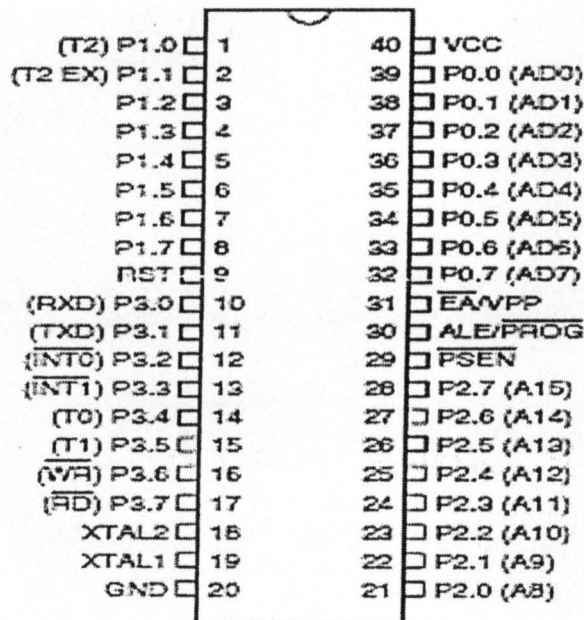 (T2) P1.0 1 40 VCC
(T2 EX) P1.1 2 39 P0.0 (AD0)
P1.2 3 38 P0.1 (AD1)
P1.3 4 37 P0.2 (AD2)
P1.4 5 36 P0.3 (AD3)
P1.5 6 35 P0.4 (AD4)
P1.6 7 34 P0.5 (AD5)
P1.7 8 33 P0.6 (AD6)
RST 9 32 P0.7 (AD7)
(RXD) P3.0 10 31 E̅A̅/VPP
(TXD) P3.1 11 30 ALE/P̅R̅O̅G̅
(I̅N̅T̅0̅) P3.2 12 29 P̅S̅E̅N̅
(I̅N̅T̅1̅) P3.3 13 28 P2.7 (A15)
(T0) P3.4 14 27 P2.6 (A14)
(T1) P3.5 15 26 P2.5 (A13)
(W̅R̅) P3.6 16 25 P2.4 (A12)
(R̅D̅) P3.7 17 24 P2.3 (A11)
XTAL2 18 23 P2.2 (A10)
XTAL1 19 22 P2.1 (A9)
GND 20 21 P2.0 (A8)